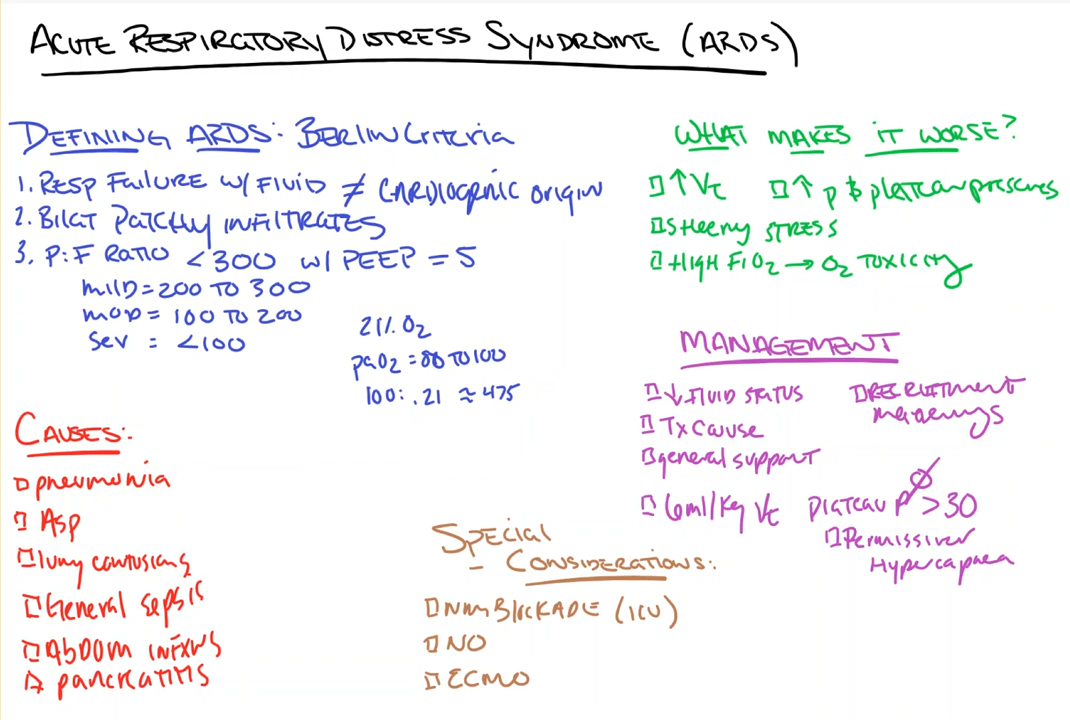 ACUTE RESPIRATORY DISTRESS SYNDROME (ARDS)
DEFINING ARDS: BERLIN CRITERIA
1. RESP FAILURE W/ FLUID ≠ CARDIOGENIC ORIGIN
2. BILAT PATCHY INFILTRATES
3. P:F RATIO <300 W/ PEEP = 5
MILD = 200 TO 300
MOD = 100 TO 200
SEV = <100
21% O2
PaO2 = 80 TO 100
100:.21 ≈ 475
CAUSES:
pneumonia
ASP
lung contusions
General sepsis
Abdom infxns
pancreatitis
SPECIAL CONSIDERATIONS:
NM BLOCKADE (ICU)
NO
ECMO
WHAT MAKES IT WORSE?
↑ Vt
↑ P & plateau pressures
SHEERING STRESS
HIGH FiO2 → O2 TOXICITY
MANAGEMENT
↓ FLUID STATUS
Tx CAUSE
general support
6ml/kg Vt PLATEAU P >30
RECRUITMENT
PERMISSIVE
HYPERCAPNEA